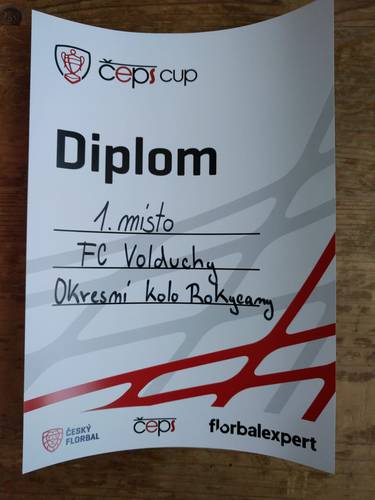 čeps cup
Diplom
1. místo
FC Volduchy
Okresní kolo Rokycany
ČESKÝ
FLORBAL
čeps
florbalexpert